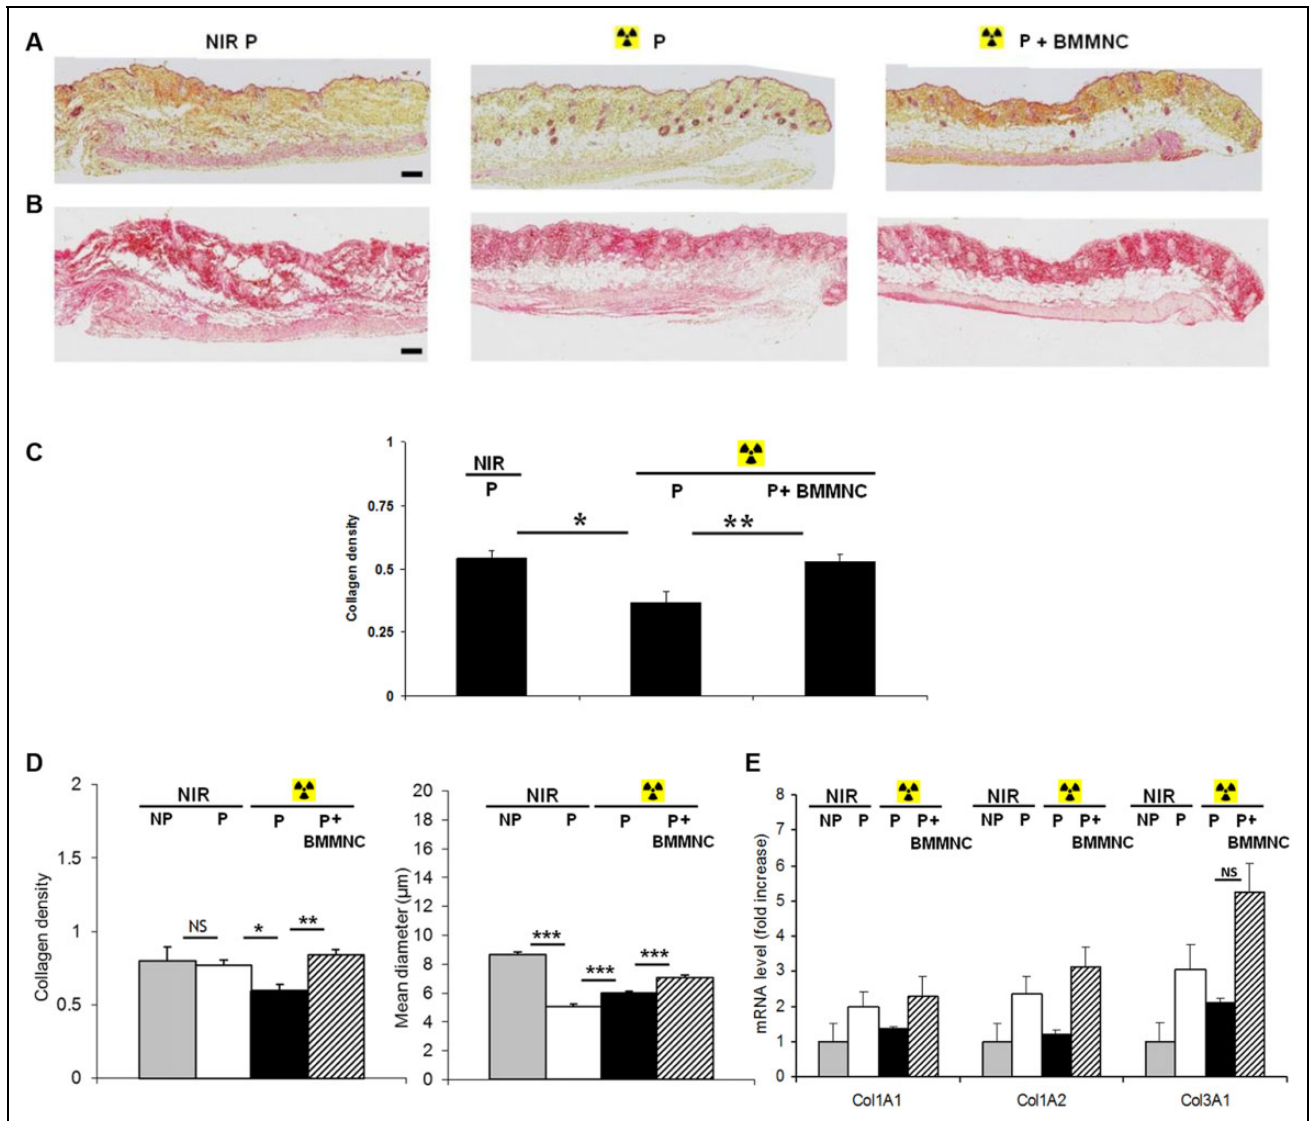 A
NIR P
P
P + BMMNC
B
C
Collagen density
1
0.75
0.5
0.25
0
NIR
P
P
P+ BMMNC
*
**
D
Collagen density
2
1.5
1
0.5
0
NIR
NP
P
P
P+
BMMNC
NS
*
**
Mean diameter (μm)
20
18
16
14
12
10
8
6
4
2
0
NIR
NP
P
P
P+
BMMNC
***
***
***
E
mRNA level (fold increase)
8
7
6
5
4
3
2
1
0
NIR
NP
P
P
P+
BMMNC
NIR
NP
P
P
P+
BMMNC
NIR
NP
P
P
P+
BMMNC
NS
Col1A1
Col1A2
Col3A1